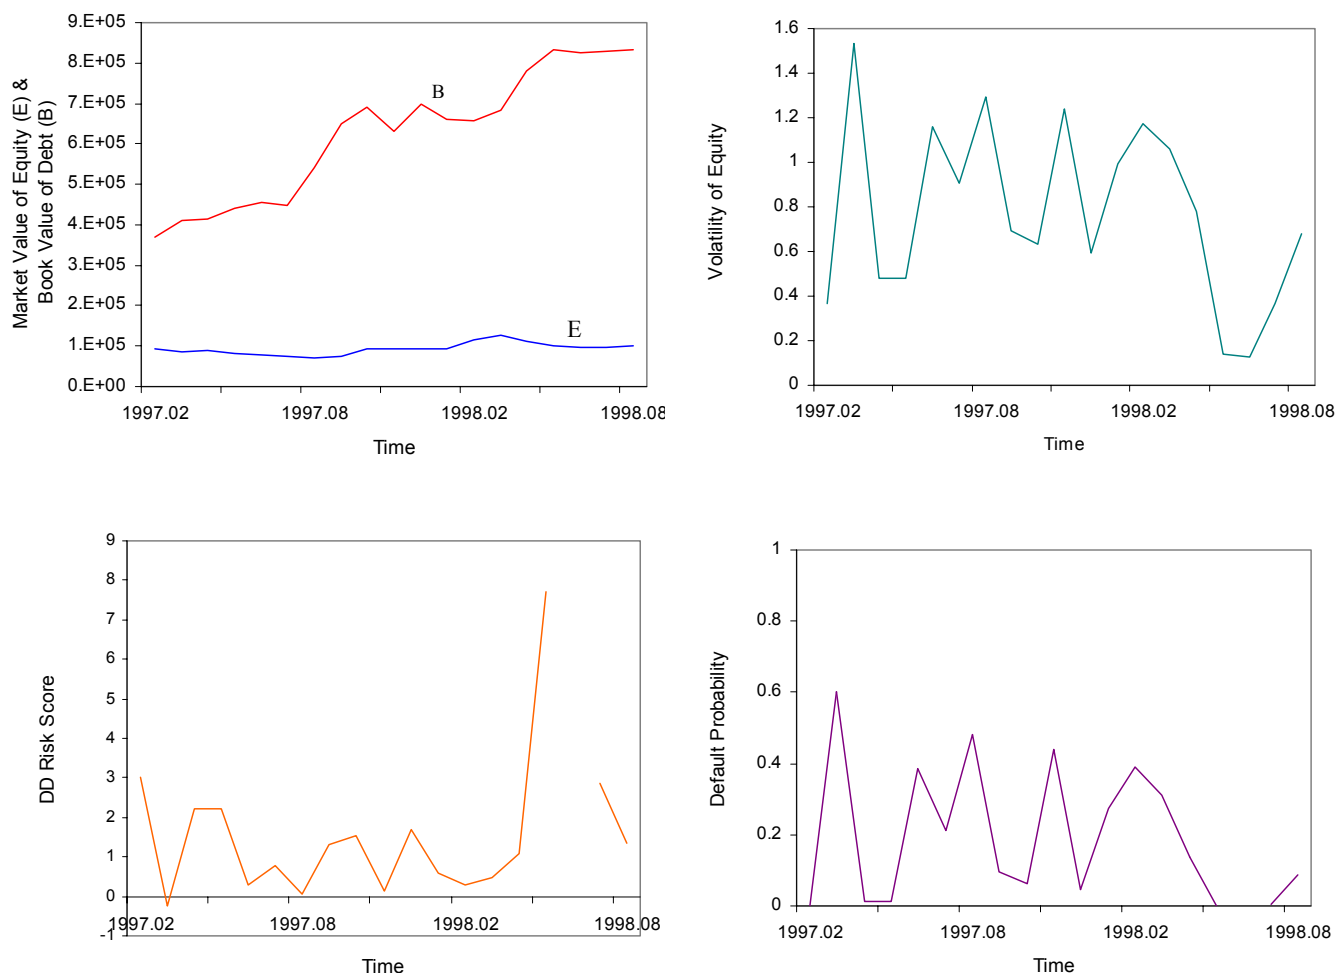 Market Value of Equity (E) &
Book Value of Debt (B)
9.E+05
8.E+05
7.E+05
6.E+05
5.E+05
4.E+05
3.E+05
2.E+05
1.E+05
0.E+00
B
E
1997.02 1997.08 1998.02 1998.08
Time
Volatility of Equity
1.6
1.4
1.2
1
0.8
0.6
0.4
0.2
0
1997.02 1997.08 1998.02 1998.08
Time
DD Risk Score
9
8
7
6
5
4
3
2
1
0
-1
1997.02 1997.08 1998.02 1998.08
Time
Default Probability
1
0.8
0.6
0.4
0.2
0
1997.02 1997.08 1998.02 1998.08
Time